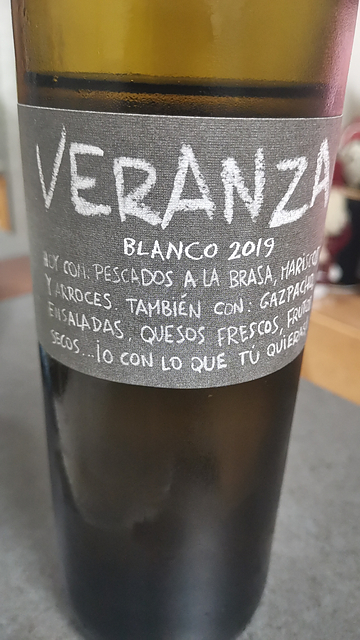 VERANZA
BLANCO 2019
CON: PESCADOS A LA BRASA,
Y ARROCES. TAMBIÉN CON: GAZPACHO,
ENSALADAS, QUESOS FRESCOS,
SECOS...¡O CON LO QUE TÚ QUIERAS